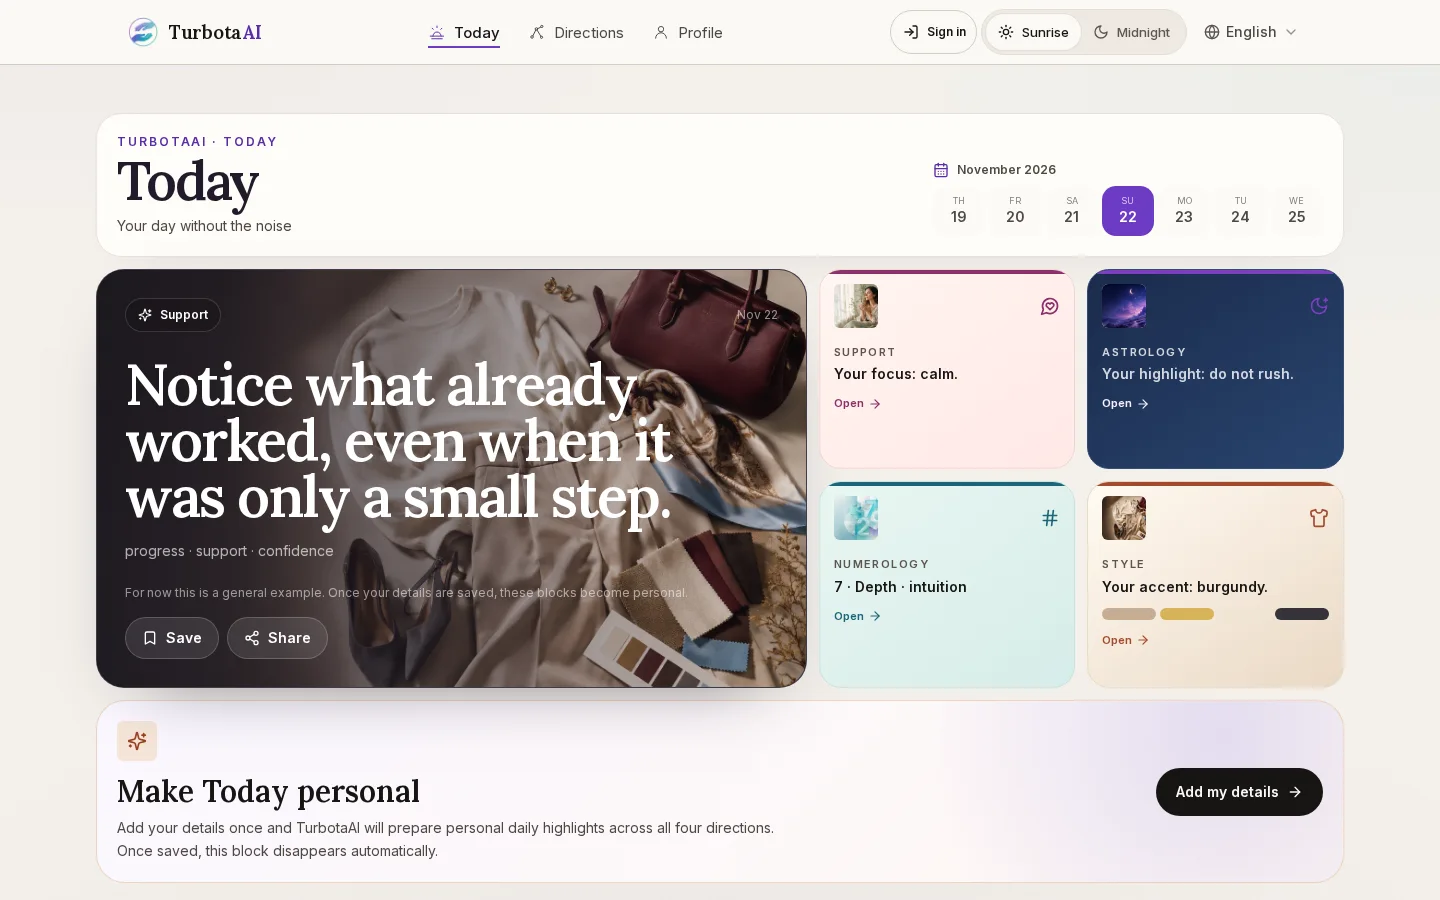 TurbotaAI
Today
Directions
Profile
Sign in
Sunrise
Midnight
English
TURBOTAAI · TODAY
Today
Your day without the noise
November 2026
TH
19
FR
20
SA
21
SU
22
MO
23
TU
24
WE
25
Support
Nov 22
Notice what already
worked, even when it
was only a small step.
progress · support · confidence
For now this is a general example. Once your details are saved, these blocks become personal.
Save
Share
SUPPORT
Your focus: calm.
Open
ASTROLOGY
Your highlight: do not rush.
Open
NUMEROLOGY
7 · Depth · intuition
Open
STYLE
Your accent: burgundy.
Open
Make Today personal
Add your details once and TurbotaAI will prepare personal daily highlights across all four directions.
Once saved, this block disappears automatically.
Add my details